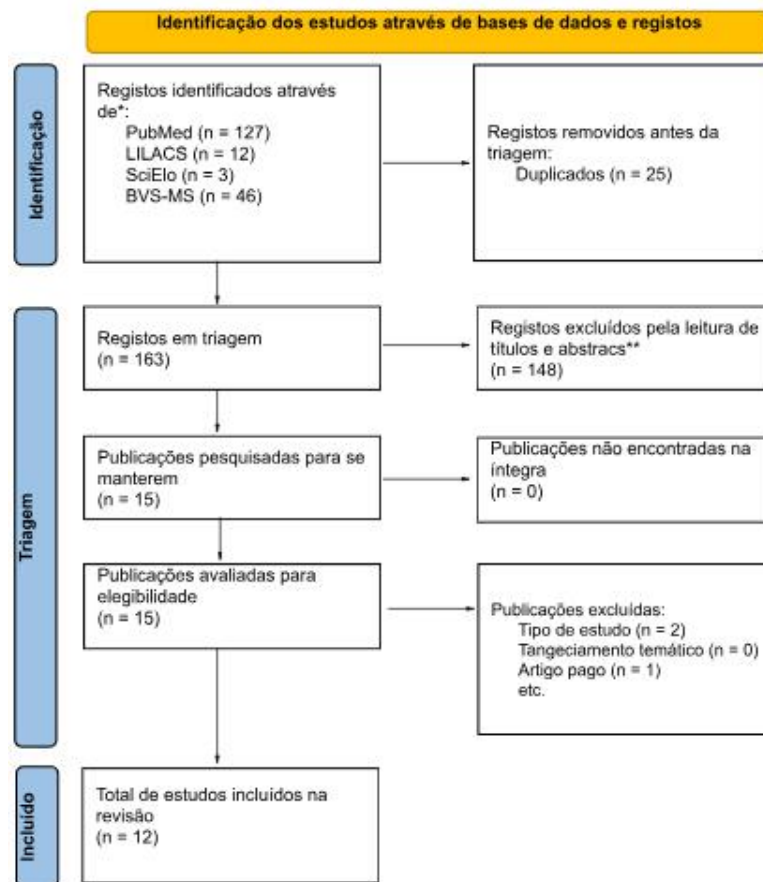 Identificação dos estudos através de bases de dados e registos
Identificação
Registos identificados através
de*:
PubMed (n = 127)
LILACS (n = 12)
SciElo (n = 3)
BVS-MS (n = 46)
Registos removidos antes da
triagem:
Duplicados (n = 25)
Triagem
Registos em triagem
(n = 163)
Registos excluídos pela leitura de
títulos e abstracs**
(n = 148)
Publicações pesquisadas para se
manterem
(n = 15)
Publicações não encontradas na
íntegra
(n = 0)
Publicações avaliadas para
elegibilidade
(n = 15)
Publicações excluídas:
Tipo de estudo (n = 2)
Tangeciamento temático (n = 0)
Artigo pago (n = 1)
etc.
Incluído
Total de estudos incluídos na
revisão
(n = 12)